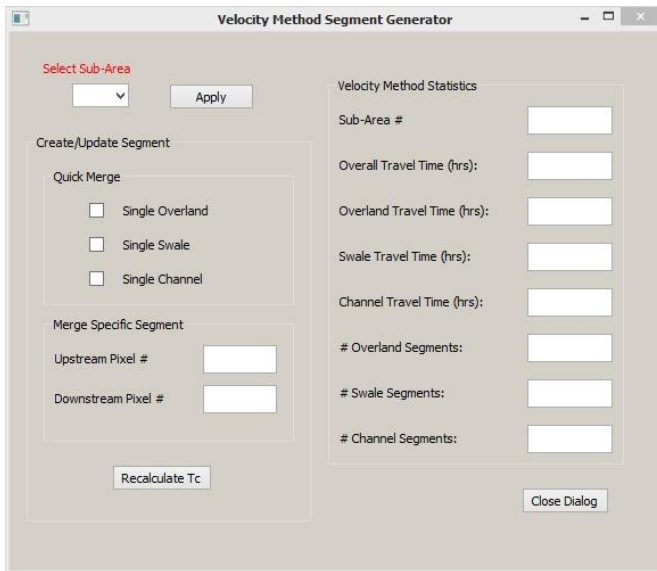 Velocity Method Segment Generator
Select Sub-Area
Apply
Create/Update Segment
Quick Merge
Single Overland
Single Swale
Single Channel
Merge Specific Segment
Upstream Pixel #
Downstream Pixel #
Recalculate Tc
Velocity Method Statistics
Sub-Area #
Overall Travel Time (hrs):
Overland Travel Time (hrs):
Swale Travel Time (hrs):
Channel Travel Time (hrs):
# Overland Segments:
# Swale Segments:
# Channel Segments:
Close Dialog